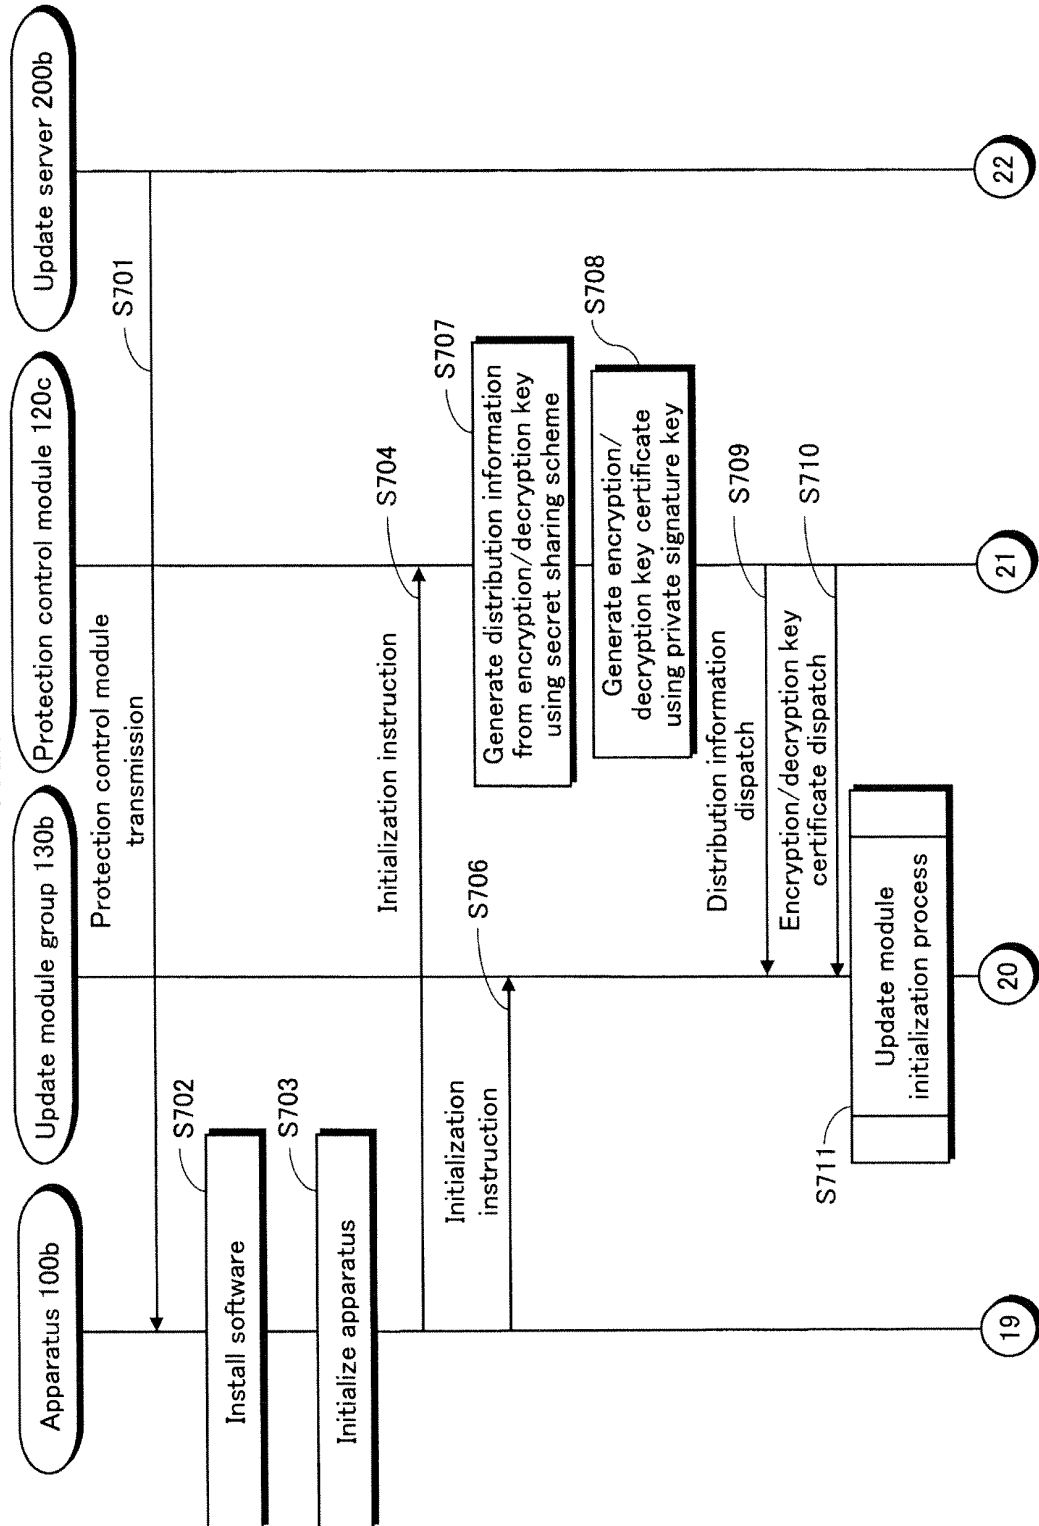 Apparatus 100b
Update module group 130b
Protection control module 120c
Update server 200b
Protection control module
transmission
S701
Install software
S702
Initialize apparatus
S703
Initialization instruction
S704
Initialization
instruction
S706
Generate distribution information
from encryption/decryption key
using secret sharing scheme
S707
Generate encryption/
decryption key certificate
using private signature key
S708
Distribution information
dispatch
S709
Encryption/decryption key
certificate dispatch
S710
Update module
initialization process
S711
19
20
21
22